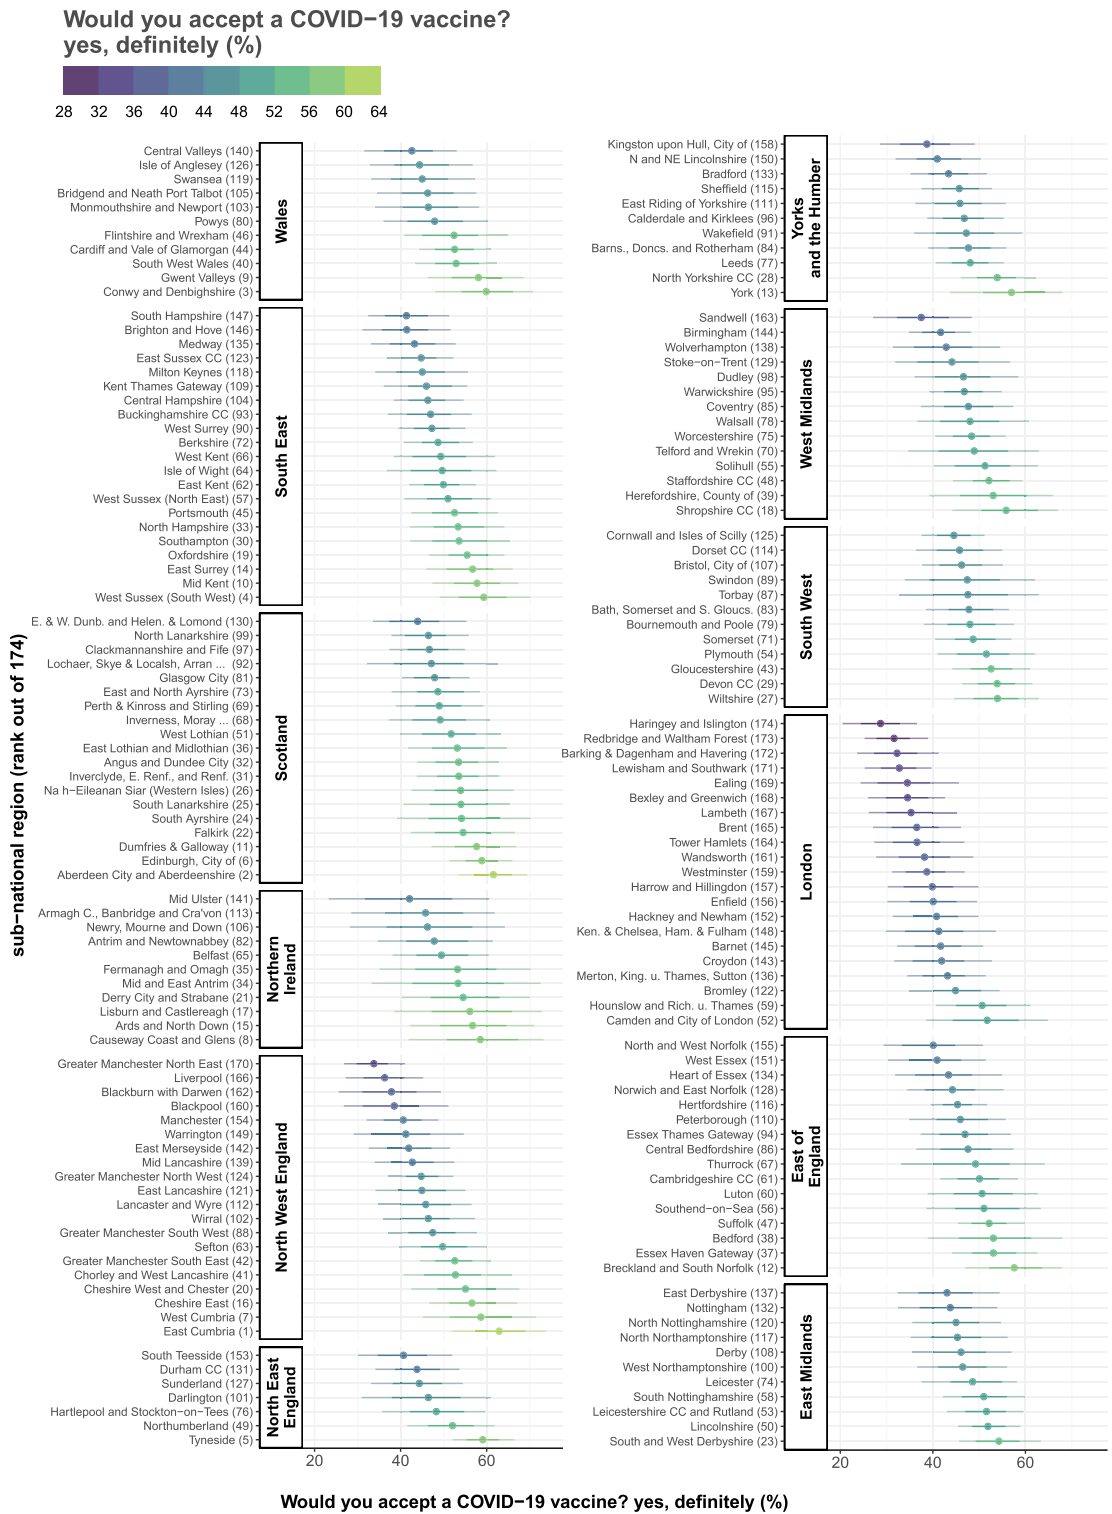 Would you accept a COVID−19 vaccine?
yes, definitely (%)
28 32 36 40 44 48 52 56 60 64
sub−national region (rank out of 174)
Wales
Central Valleys (140)
Isle of Anglesey (126)
Swansea (119)
Bridgend and Neath Port Talbot (105)
Monmouthshire and Newport (103)
Powys (80)
Flintshire and Wrexham (46)
Cardiff and Vale of Glamorgan (44)
South West Wales (40)
Gwent Valleys (9)
Conwy and Denbighshire (3)
South East
South Hampshire (147)
Brighton and Hove (146)
Medway (135)
East Sussex CC (123)
Milton Keynes (118)
Kent Thames Gateway (109)
Central Hampshire (104)
Buckinghamshire CC (93)
West Surrey (90)
Berkshire (72)
West Kent (66)
Isle of Wight (64)
East Kent (62)
West Sussex (North East) (57)
Portsmouth (45)
North Hampshire (33)
Southampton (30)
Oxfordshire (19)
East Surrey (14)
Mid Kent (10)
West Sussex (South West) (4)
Scotland
E. & W. Dunb. and Helen. & Lomond (130)
North Lanarkshire (99)
Clackmannanshire and Fife (97)
Lochaer, Skye & Localsh, Arran ... (92)
Glasgow City (81)
East and North Ayrshire (73)
Perth & Kinross and Stirling (69)
Inverness, Moray ... (68)
West Lothian (51)
East Lothian and Midlothian (36)
Angus and Dundee City (32)
Inverclyde, E. Renf., and Renf. (31)
Na h−Eileanan Siar (Western Isles) (26)
South Lanarkshire (25)
South Ayrshire (24)
Falkirk (22)
Dumfries & Galloway (11)
Edinburgh, City of (6)
Aberdeen City and Aberdeenshire (2)
Northern
Ireland
Mid Ulster (141)
Armagh C., Banbridge and Cra'von (113)
Newry, Mourne and Down (106)
Antrim and Newtownabbey (82)
Belfast (65)
Fermanagh and Omagh (35)
Mid and East Antrim (34)
Derry City and Strabane (21)
Lisburn and Castlereagh (17)
Ards and North Down (15)
Causeway Coast and Glens (8)
North West England
Greater Manchester North East (170)
Liverpool (166)
Blackburn with Darwen (162)
Blackpool (160)
Manchester (154)
Warrington (149)
East Merseyside (142)
Mid Lancashire (139)
Greater Manchester North West (124)
East Lancashire (121)
Lancaster and Wyre (112)
Wirral (102)
Greater Manchester South West (88)
Sefton (63)
Greater Manchester South East (42)
Chorley and West Lancashire (41)
Cheshire West and Chester (20)
Cheshire East (16)
West Cumbria (7)
East Cumbria (1)
North East
England
South Teesside (153)
Durham CC (131)
Sunderland (127)
Darlington (101)
Hartlepool and Stockton−on−Tees (76)
Northumberland (49)
Tyneside (5)
20 40 60
Yorks
and the Humber
Kingston upon Hull, City of (158)
N and NE Lincolnshire (150)
Bradford (133)
Sheffield (115)
East Riding of Yorkshire (111)
Calderdale and Kirklees (96)
Wakefield (91)
Barns., Doncs. and Rotherham (84)
Leeds (77)
North Yorkshire CC (28)
York (13)
West Midlands
Sandwell (163)
Birmingham (144)
Wolverhampton (138)
Stoke−on−Trent (129)
Dudley (98)
Warwickshire (95)
Coventry (85)
Walsall (78)
Worcestershire (75)
Telford and Wrekin (70)
Solihull (55)
Staffordshire CC (48)
Herefordshire, County of (39)
Shropshire CC (18)
South West
Cornwall and Isles of Scilly (125)
Dorset CC (114)
Bristol, City of (107)
Swindon (89)
Torbay (87)
Bath, Somerset and S. Gloucs. (83)
Bournemouth and Poole (79)
Somerset (71)
Plymouth (54)
Gloucestershire (43)
Devon CC (29)
Wiltshire (27)
London
Haringey and Islington (174)
Redbridge and Waltham Forest (173)
Barking & Dagenham and Havering (172)
Lewisham and Southwark (171)
Ealing (169)
Bexley and Greenwich (168)
Lambeth (167)
Brent (165)
Tower Hamlets (164)
Wandsworth (161)
Westminster (159)
Harrow and Hillingdon (157)
Enfield (156)
Hackney and Newham (152)
Ken. & Chelsea, Ham. & Fulham (148)
Barnet (145)
Croydon (143)
Merton, King. u. Thames, Sutton (136)
Bromley (122)
Hounslow and Rich. u. Thames (59)
Camden and City of London (52)
East of
England
North and West Norfolk (155)
West Essex (151)
Heart of Essex (134)
Norwich and East Norfolk (128)
Hertfordshire (116)
Peterborough (110)
Essex Thames Gateway (94)
Central Bedfordshire (86)
Thurrock (67)
Cambridgeshire CC (61)
Luton (60)
Southend−on−Sea (56)
Suffolk (47)
Bedford (38)
Essex Haven Gateway (37)
Breckland and South Norfolk (12)
East Midlands
East Derbyshire (137)
Nottingham (132)
North Nottinghamshire (120)
North Northamptonshire (117)
Derby (108)
West Northamptonshire (100)
Leicester (74)
South Nottinghamshire (58)
Leicestershire CC and Rutland (53)
Lincolnshire (50)
South and West Derbyshire (23)
20 40 60
Would you accept a COVID−19 vaccine? yes, definitely (%)